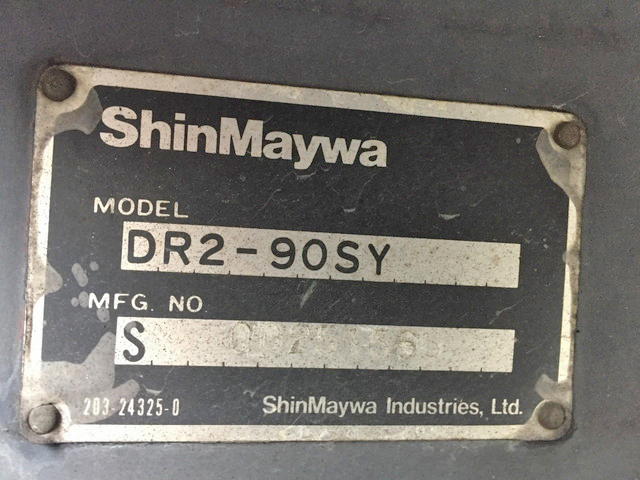 ShinMaywa
MODEL
DR2-90SY
MFG. NO
S
203-24325-0
ShinMaywa Industries, Ltd.